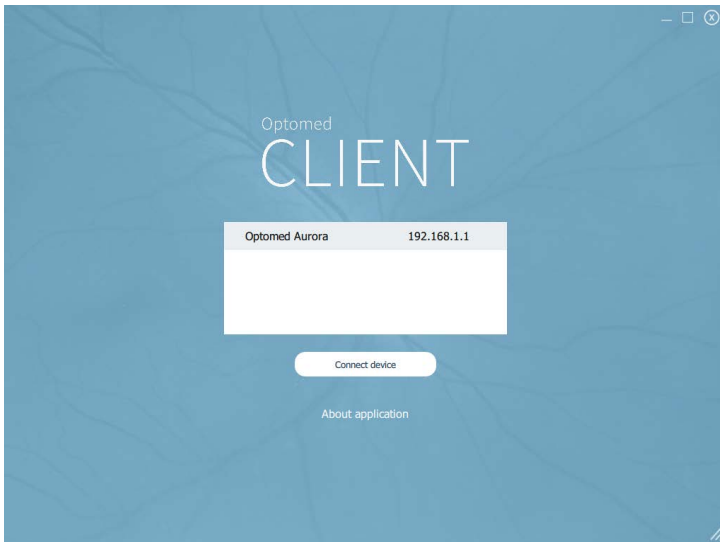 Optomed
CLIENT
Optomed Aurora 192.168.1.1
Connect device
About application